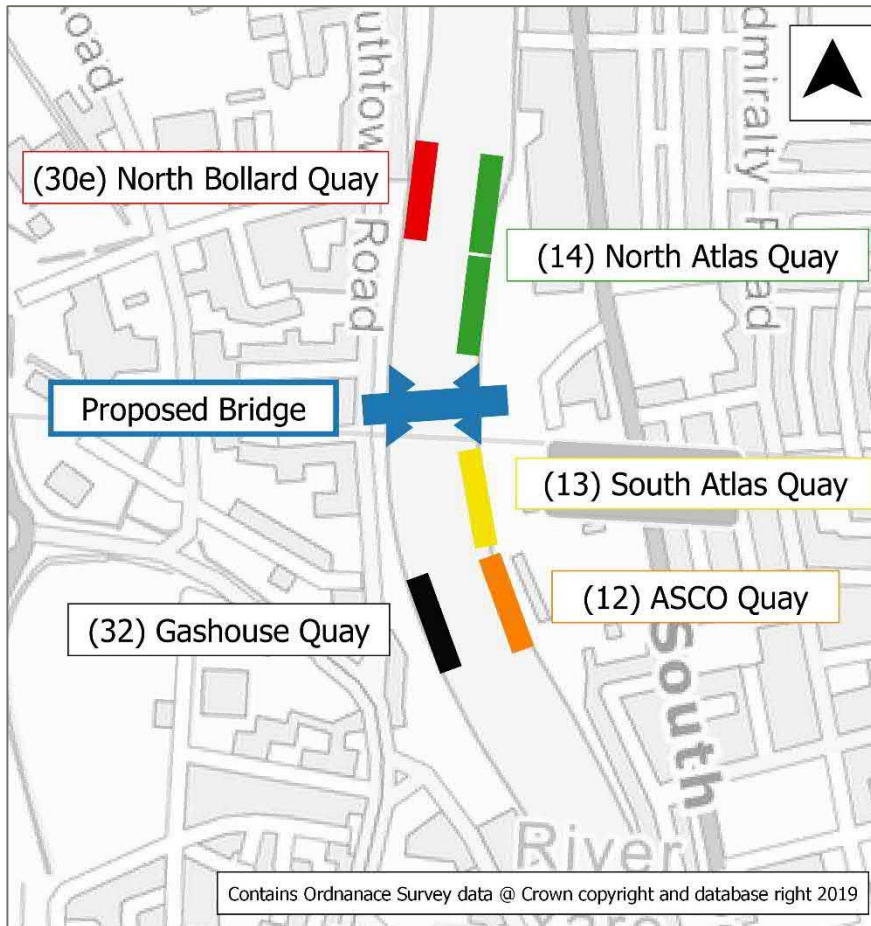 Road
uthtow
Road
dmiralty
Road
(30e) North Bollard Quay
(14) North Atlas Quay
Proposed Bridge
(13) South Atlas Quay
(12) ASCO Quay
(32) Gashouse Quay
South
River
Contains Ordnanace Survey data @ Crown copyright and database right 2019